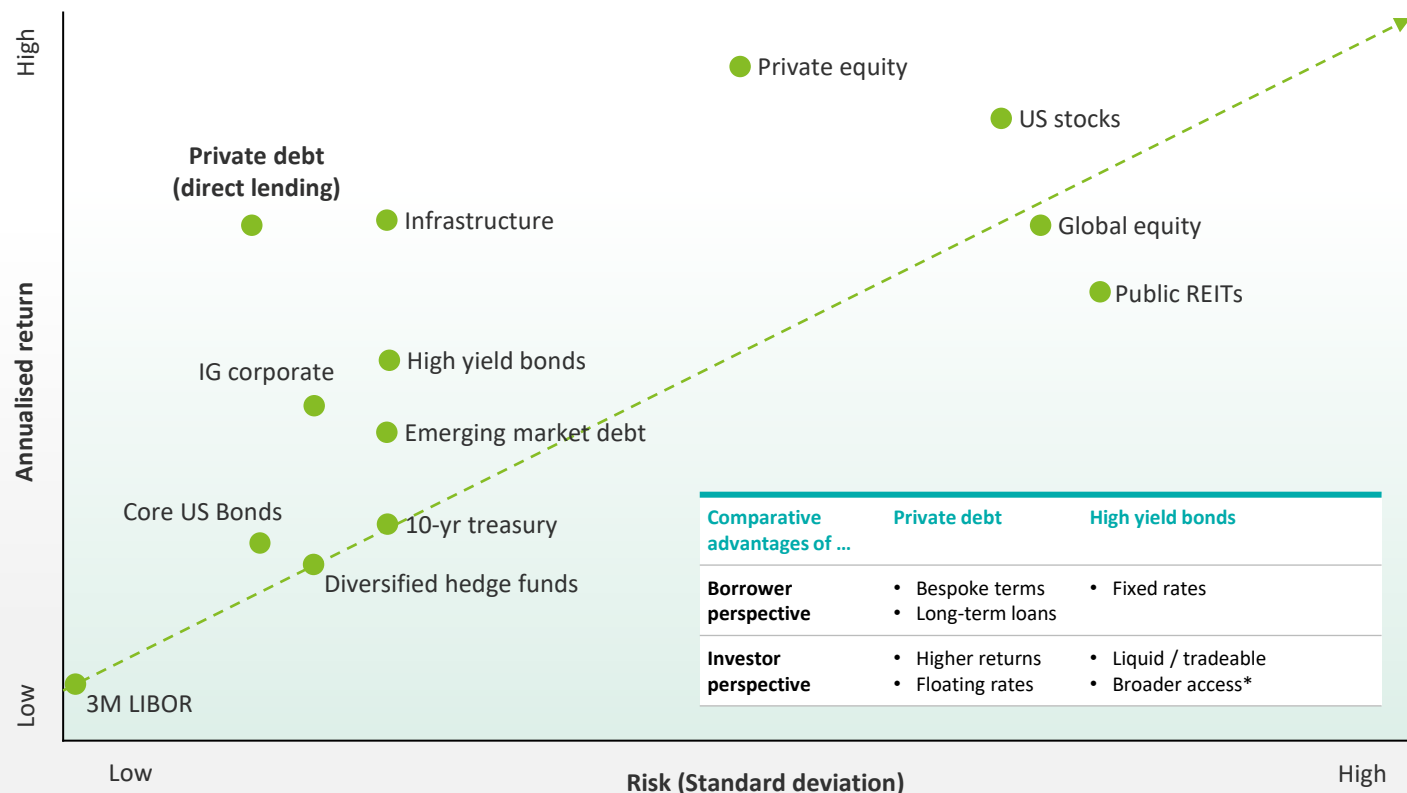 High
Annualised return
Low
Private equity
US stocks
Private debt
(direct lending)
Infrastructure
Global equity
Public REITs
High yield bonds
IG corporate
Emerging market debt
Core US Bonds
10-yr treasury
Diversified hedge funds
3M LIBOR
Comparative
advantages of ...
Private debt
High yield bonds
Borrower
perspective
• Bespoke terms
• Long-term loans
• Fixed rates
Investor
perspective
• Higher returns
• Floating rates
• Liquid / tradeable
• Broader access*
Low
Risk (Standard deviation)
High